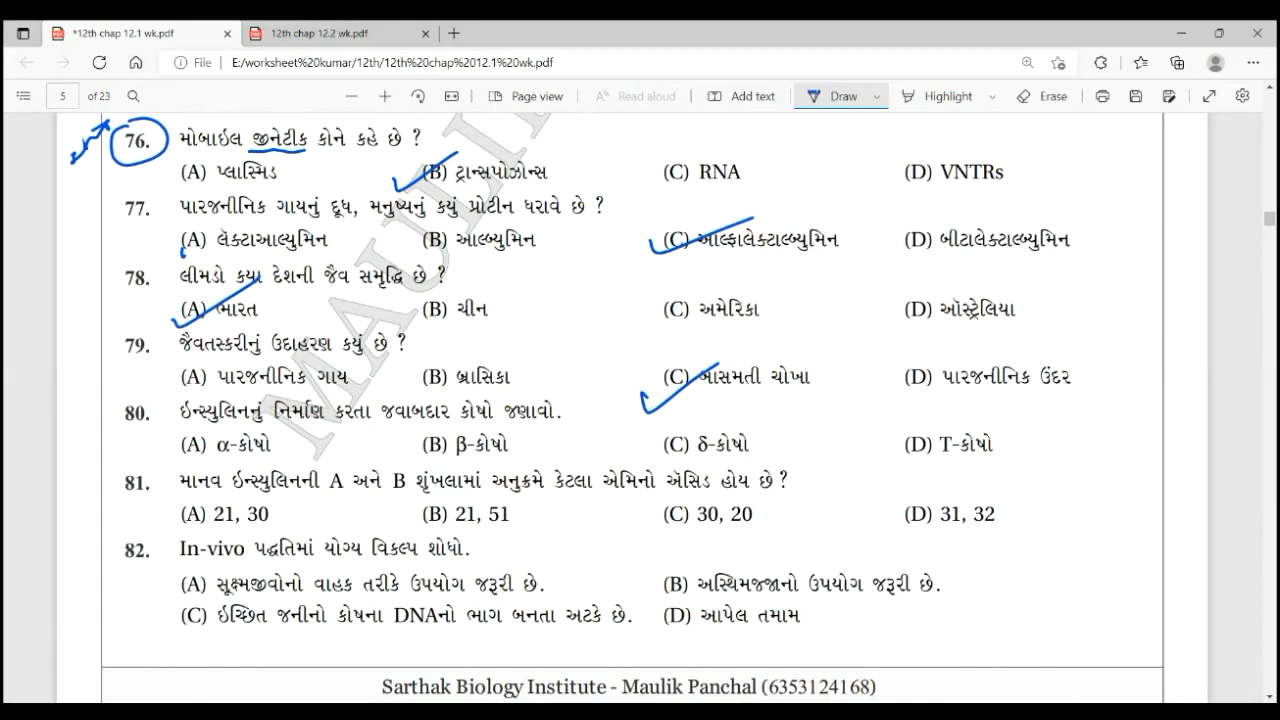 *12th chap 12.1 wk.pdf
12th chap 12.2 wk.pdf
File E:/worksheet%20kumar/12th/12th%20chap%2012.1%20wk.pdf
5 of 23 Page view Read aloud Add text Draw Highlight Erase
76. મોબાઇલ જીનેટીક કોને કહે છે ?
(A) પ્લાસ્મિડ (B) ટ્રાન્સપોઝોન્સ (C) RNA (D) VNTRs
77. પારજનીનિક ગાયનું દૂધ, મનુષ્યનું કયું પ્રોટીન ધરાવે છે ?
(A) લૅક્ટાઆલ્યુમિન (B) આલ્બ્યુમિન (C) આલ્ફાલેક્ટાલ્બ્યુમિન (D) બીટાલેક્ટાલ્બ્યુમિન
78. લીમડો કયા દેશની જૈવ સમૃદ્ધિ છે ?
(A) ભારત (B) ચીન (C) અમેરિકા (D) ઑસ્ટ્રેલિયા
79. જૈવતસ્કરીનું ઉદાહરણ કયું છે ?
(A) પારજનીનિક ગાય (B) બ્રાસિકા (C) બાસમતી ચોખા (D) પારજનીનિક ઉંદર
80. ઇન્સ્યુલિનનું નિર્માણ કરતા જવાબદાર કોષો જણાવો.
(A) α-કોષો (B) β-કોષો (C) δ-કોષો (D) T-કોષો
81. માનવ ઇન્સ્યુલિનની A અને B શૃંખલામાં અનુક્રમે કેટલા એમિનો ઍસિડ હોય છે ?
(A) 21, 30 (B) 21, 51 (C) 30, 20 (D) 31, 32
82. In-vivo પદ્ધતિમાં યોગ્ય વિકલ્પ શોધો.
(A) સૂક્ષ્મજીવોનો વાહક તરીકે ઉપયોગ જરૂરી છે. (B) અસ્થિમજ્જાનો ઉપયોગ જરૂરી છે.
(C) ઇચ્છિત જનીનો કોષના DNAનો ભાગ બનતા અટકે છે. (D) આપેલ તમામ
MAULI
Sarthak Biology Institute - Maulik Panchal (6353124168)